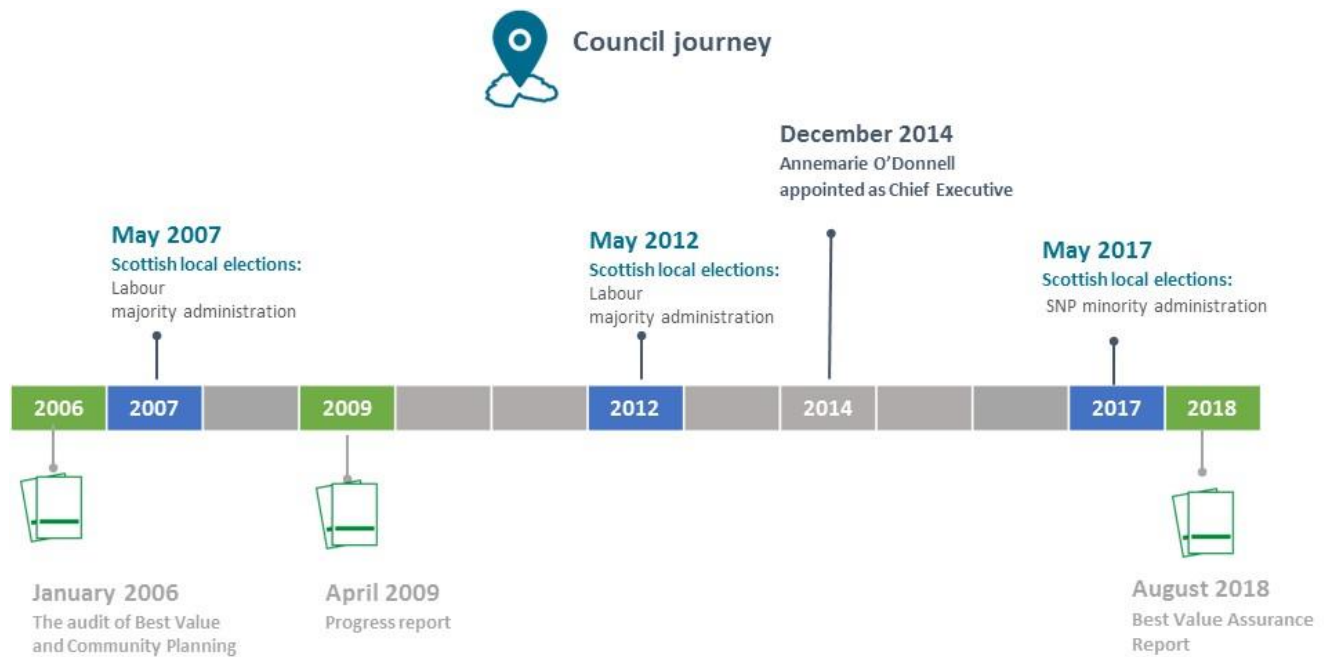 Council journey
December 2014
Annemarie O'Donnell
appointed as Chief Executive
May 2007
Scottish local elections:
Labour
majority administration
May 2012
Scottish local elections:
Labour
majority administration
May 2017
Scottish local elections:
SNP minority administration
2006 2007 2009 2012 2014 2017 2018
January 2006
The audit of Best Value
and Community Planning
April 2009
Progress report
August 2018
Best Value Assurance
Report